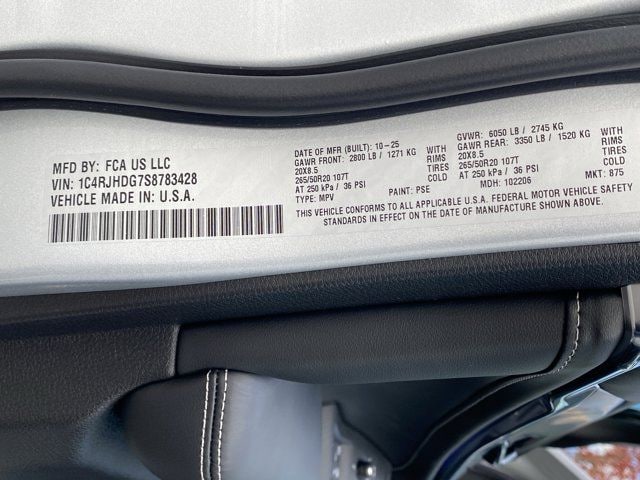 MFD BY: FCA US LLC
VIN: 1C4RJHDG7S8783428
VEHICLE MADE IN: U.S.A.
DATE OF MFR (BUILT): 10-25
GAWR FRONT: 2800 LB / 1271 KG WITH
20X8.5 RIMS
265/50R20 107T TIRES
AT 250 kPa / 36 PSI COLD
TYPE: MPV PAINT: PSE
GVWR: 6050 LB / 2745 KG
GAWR REAR: 3350 LB / 1520 KG WITH
20X8.5 RIMS
265/50R20 107T TIRES
AT 250 kPa / 36 PSI COLD
MDH: 102206 MKT: 875
THIS VEHICLE CONFORMS TO ALL APPLICABLE U.S.A. FEDERAL MOTOR VEHICLE SAFETY
STANDARDS IN EFFECT ON THE DATE OF MANUFACTURE SHOWN ABOVE.